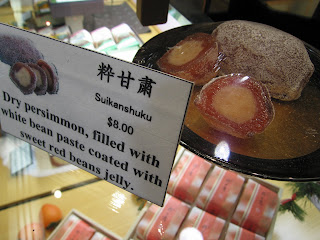 粋甘粛
Suikanshuku
$8.00
Dry persimmon, filled with
white bean paste coated with
sweet red beans jelly.